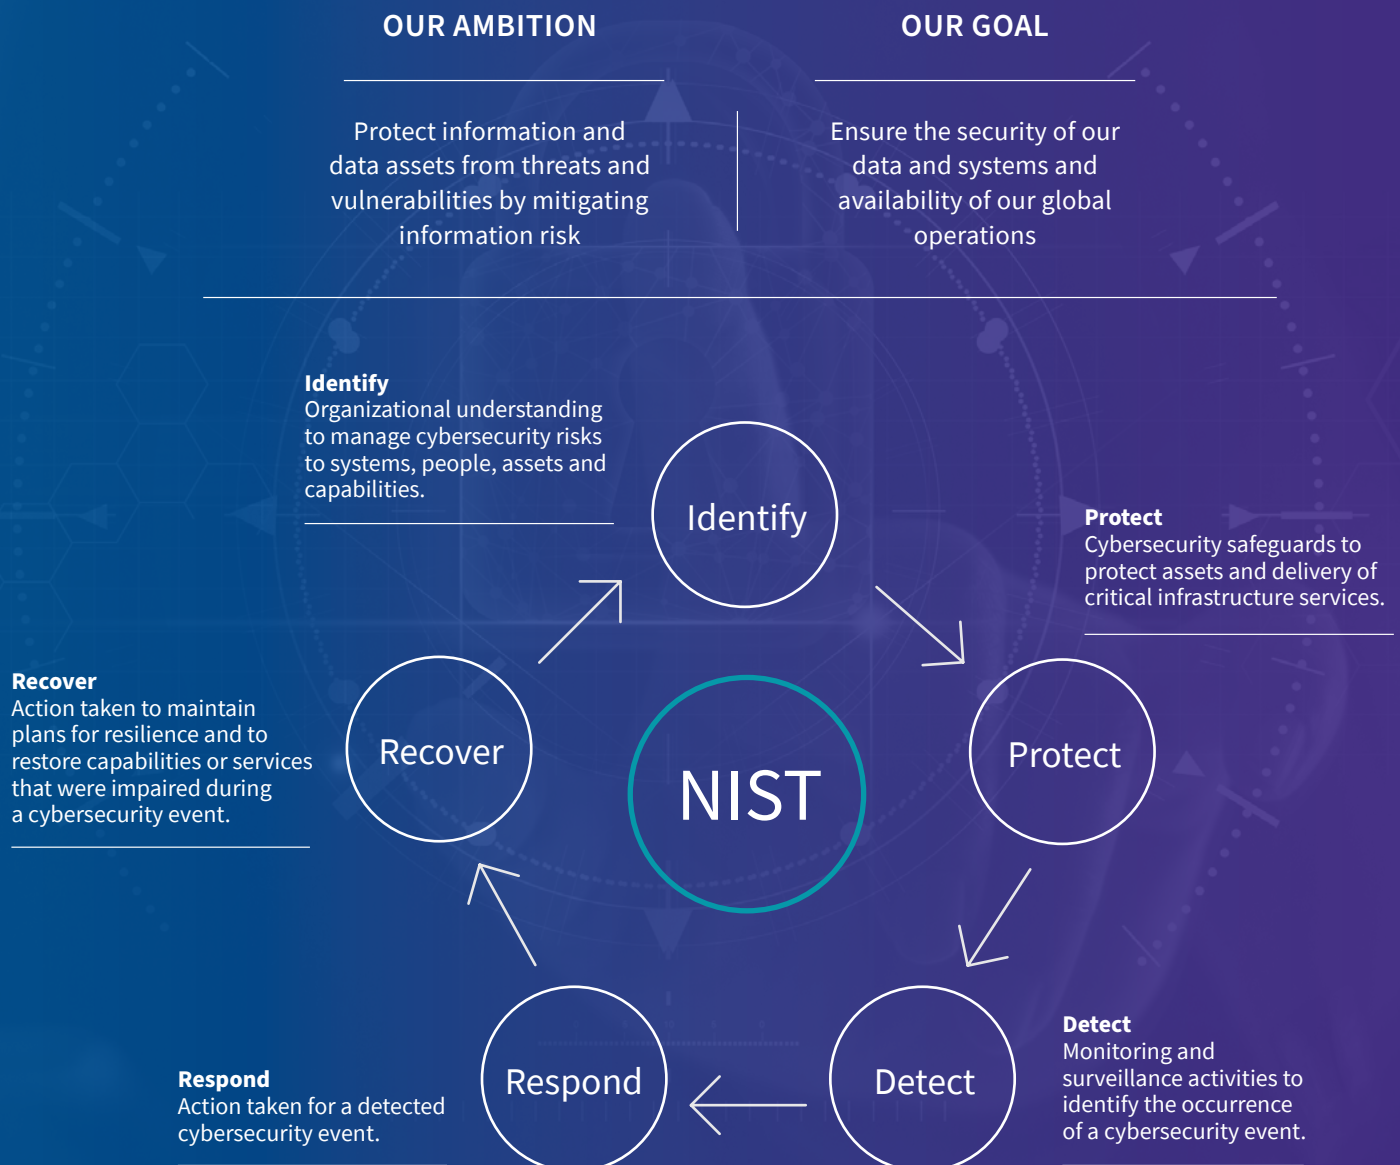 OUR AMBITION
Protect information and
data assets from threats and
vulnerabilities by mitigating
information risk
OUR GOAL
Ensure the security of our
data and systems and
availability of our global
operations
Identify
Organizational understanding
to manage cybersecurity risks
to systems, people, assets and
capabilities.
Identify
Protect
Cybersecurity safeguards to
protect assets and delivery of
critical infrastructure services.
Recover
Action taken to maintain
plans for resilience and to
restore capabilities or services
that were impaired during
a cybersecurity event.
Recover
NIST
Protect
Respond
Action taken for a detected
cybersecurity event.
Respond
Detect
Detect
Monitoring and
surveillance activities to
identify the occurrence
of a cybersecurity event.